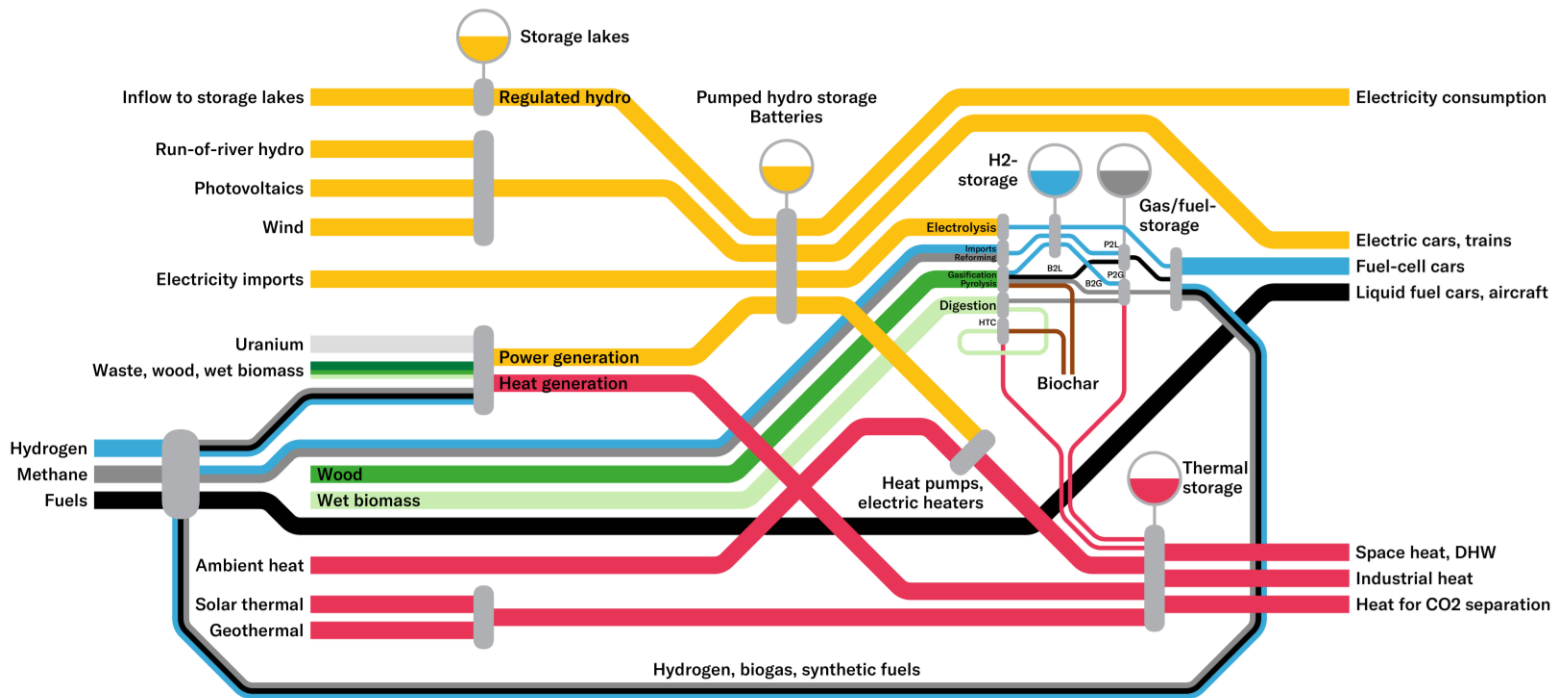 Storage lakes
Inflow to storage lakes
Regulated hydro
Pumped hydro storage
Batteries
Electricity consumption
Run-of-river hydro
Photovoltaics
Wind
H2-
storage
Gas/fuel-
storage
Electrolysis
Imports
Reforming
P2L
Electric cars, trains
Fuel-cell cars
Liquid fuel cars, aircraft
Electricity imports
Gasification
Pyrolysis
B2L
P2G
B2G
Digestion
HTC
Uranium
Waste, wood, wet biomass
Power generation
Heat generation
Biochar
Hydrogen
Methane
Fuels
Wood
Wet biomass
Heat pumps,
electric heaters
Thermal
storage
Ambient heat
Solar thermal
Geothermal
Space heat, DHW
Industrial heat
Heat for CO2 separation
Hydrogen, biogas, synthetic fuels